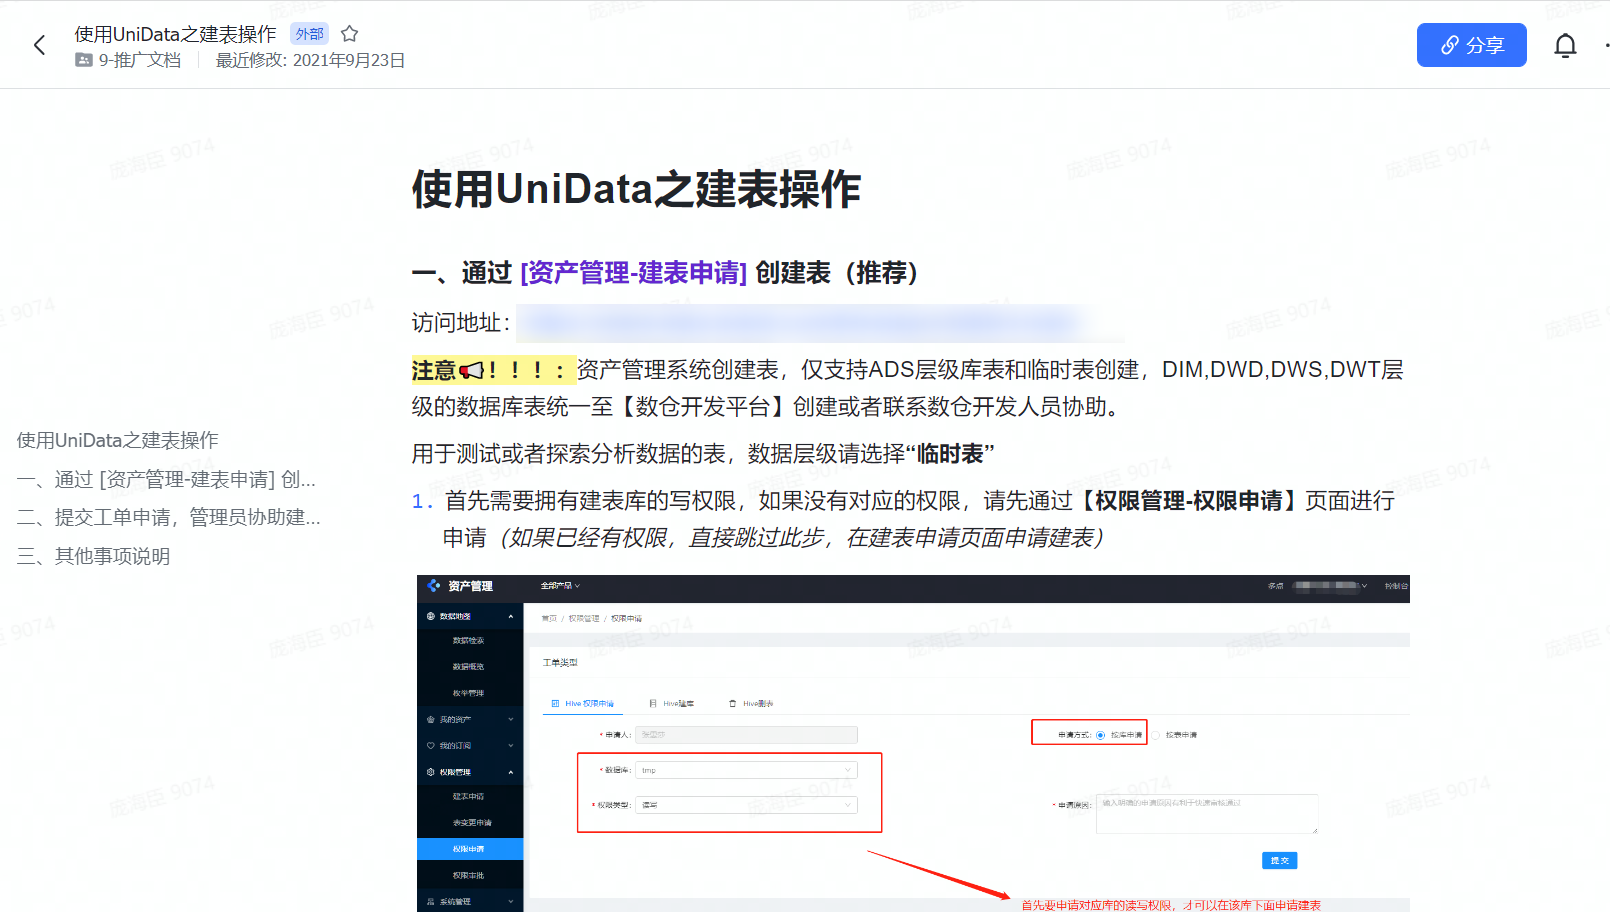 使用UniData之建表操作 外部
9-推广文档 最近修改: 2021年9月23日
分享
使用UniData之建表操作
一、通过 [资产管理-建表申请] 创建表（推荐）
访问地址：
注意📢！！！：资产管理系统创建表，仅支持ADS层级库表和临时表创建，DIM,DWD,DWS,DWT层
级的数据库表统一至【数仓开发平台】创建或者联系数仓开发人员协助。
用于测试或者探索分析数据的表，数据层级请选择“临时表”
1. 首先需要拥有建表库的写权限，如果没有对应的权限，请先通过【权限管理-权限申请】页面进行
申请（如果已经有权限，直接跳过此步，在建表申请页面申请建表）
使用UniData之建表操作
一、通过 [资产管理-建表申请] 创...
二、提交工单申请，管理员协助建...
三、其他事项说明
资产管理 全部产品 多点 控制台
数据地图
数据检索
数据概览
枚举管理
我的资产
我的订阅
权限管理
建表申请
表变更申请
权限申请
权限审批
系统管理
首页 / 权限管理 / 权限申请
工单类型
Hive 权限申请 Hive建库 Hive删表
* 申请人:
申请方式: 按库申请 按表申请
* 数据库: tmp
* 权限类型: 读写
* 申请原因: 输入明确的申请原因有利于快速审核通过
提交
首先要申请对应库的读写权限，才可以在该库下面申请建表
庞海臣 9074